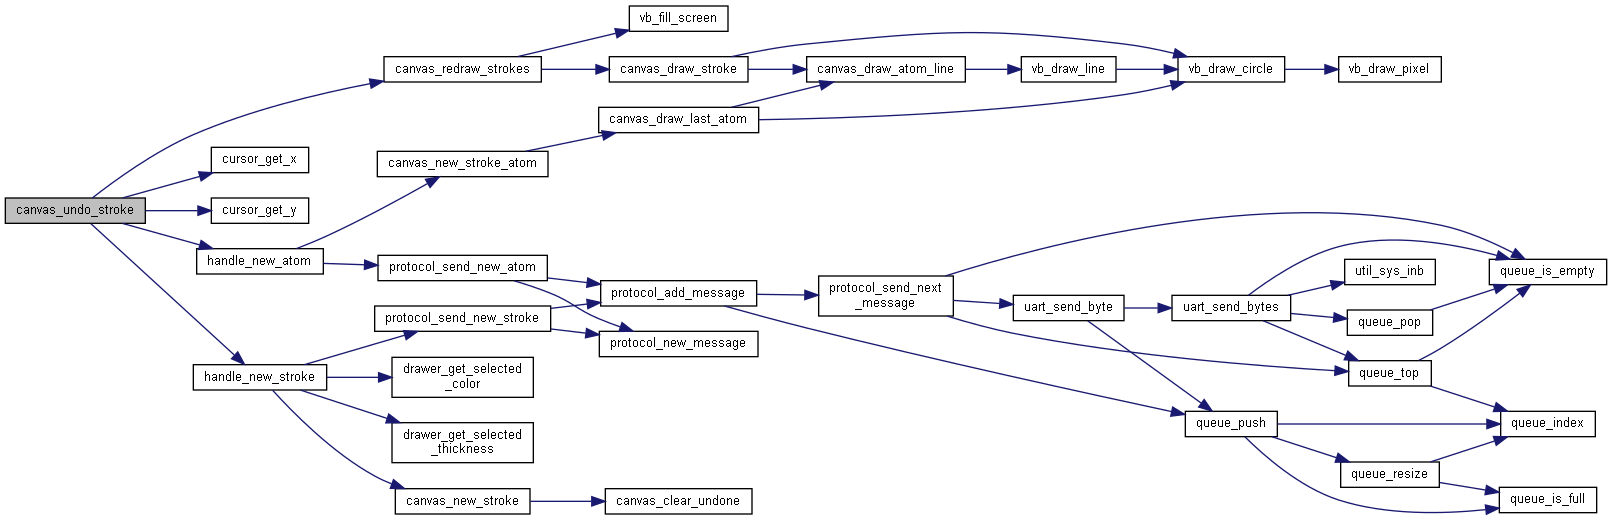 vb_fill_screen
canvas_redraw_strokes
canvas_draw_stroke
canvas_draw_atom_line
vb_draw_line
vb_draw_circle
vb_draw_pixel
canvas_draw_last_atom
cursor_get_x
canvas_new_stroke_atom
canvas_undo_stroke
cursor_get_y
handle_new_atom
protocol_send_new_atom
util_sys_inb
queue_is_empty
protocol_add_message
protocol_send_next
_message
uart_send_byte
uart_send_bytes
protocol_send_new_stroke
queue_pop
protocol_new_message
handle_new_stroke
drawer_get_selected
_color
queue_top
queue_push
queue_index
drawer_get_selected
_thickness
queue_resize
canvas_new_stroke
canvas_clear_undone
queue_is_full